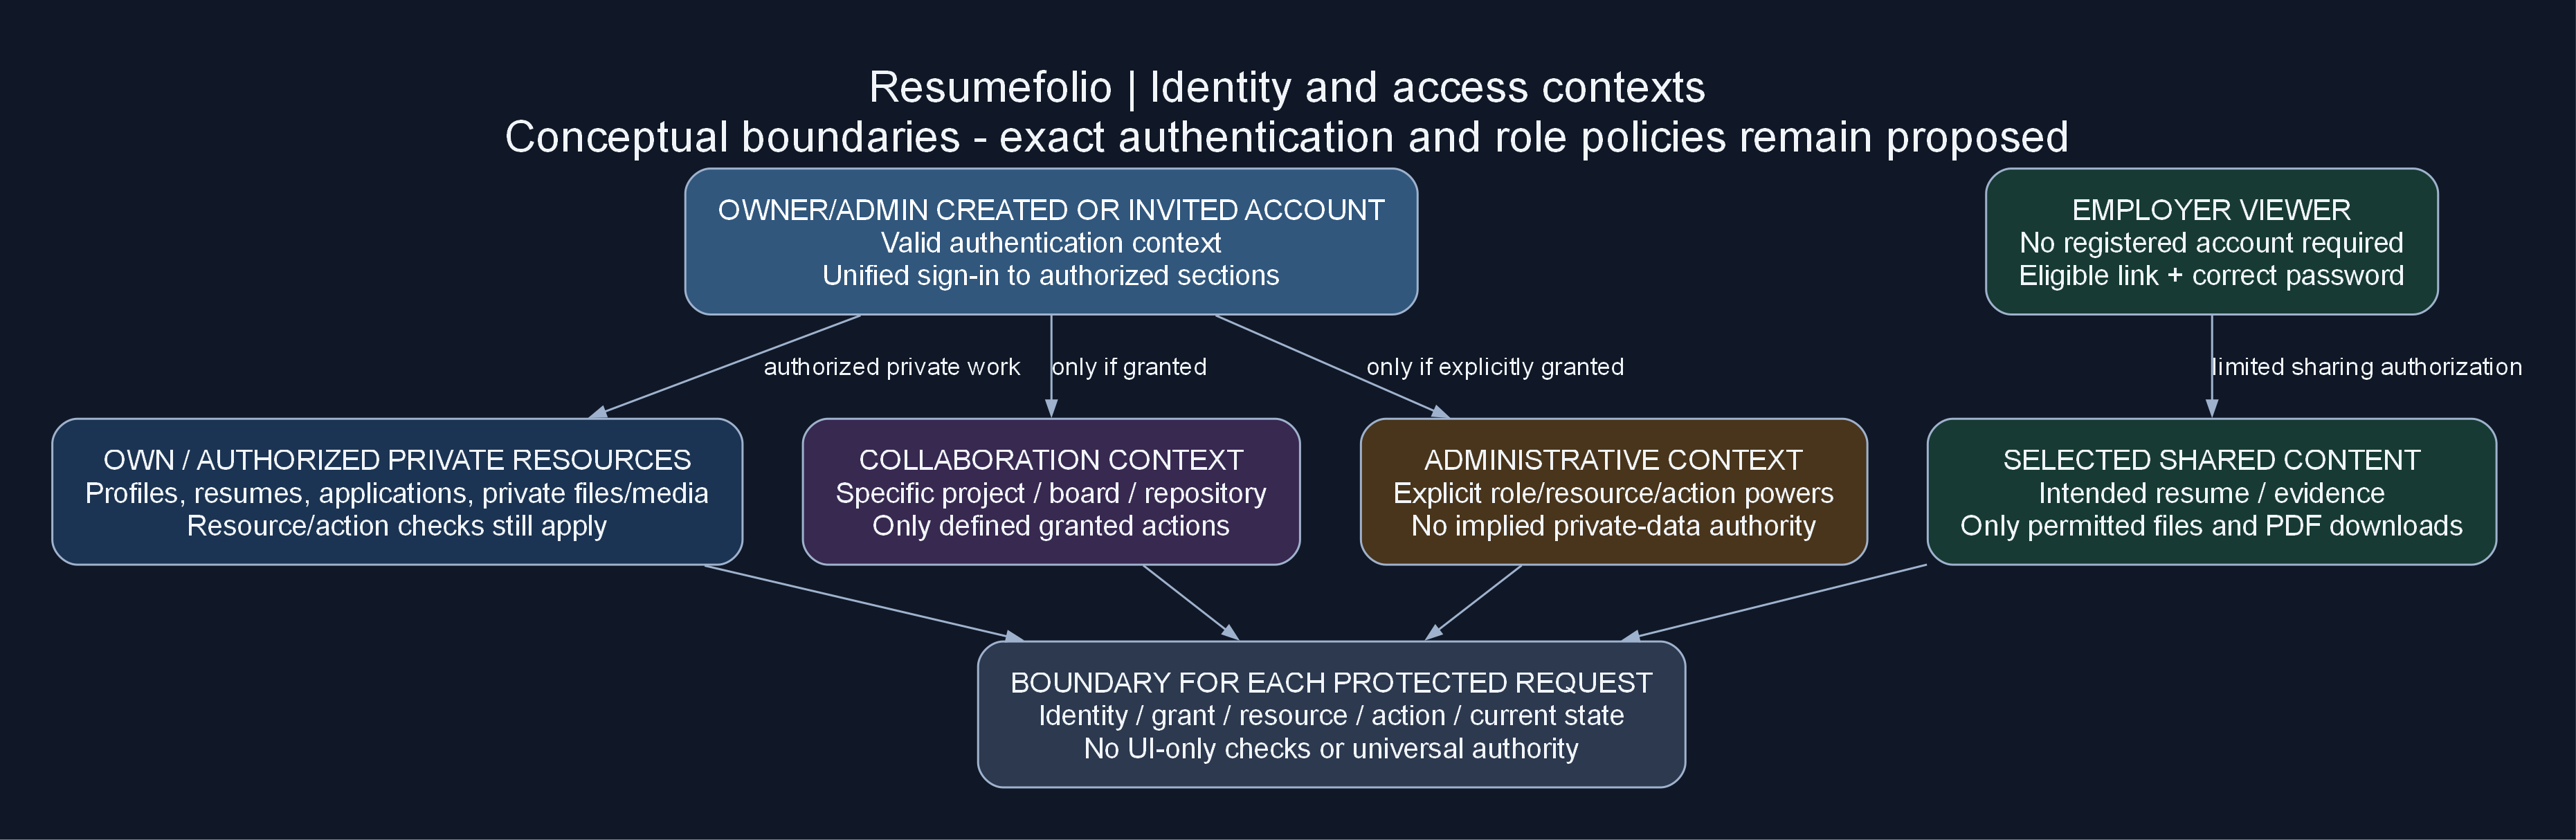 Resumefolio | Identity and access contexts
Conceptual boundaries - exact authentication and role policies remain proposed
OWNER/ADMIN CREATED OR INVITED ACCOUNT
Valid authentication context
Unified sign-in to authorized sections
EMPLOYER VIEWER
No registered account required
Eligible link + correct password
authorized private work
only if granted
only if explicitly granted
limited sharing authorization
OWN / AUTHORIZED PRIVATE RESOURCES
Profiles, resumes, applications, private files/media
Resource/action checks still apply
COLLABORATION CONTEXT
Specific project / board / repository
Only defined granted actions
ADMINISTRATIVE CONTEXT
Explicit role/resource/action powers
No implied private-data authority
SELECTED SHARED CONTENT
Intended resume / evidence
Only permitted files and PDF downloads
BOUNDARY FOR EACH PROTECTED REQUEST
Identity / grant / resource / action / current state
No UI-only checks or universal authority